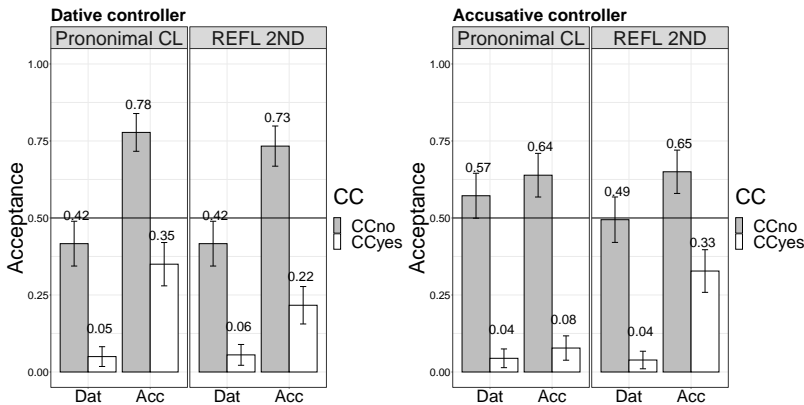 Dative controller
Prononimal CL REFL 2ND
1.00
0.75
0.50
0.25
0.00
Acceptance
0.42
0.05
0.78
0.35
0.42
0.06
0.73
0.22
Dat Acc Dat Acc
CC
CCno
CCyes
Accusative controller
Prononimal CL REFL 2ND
1.00
0.75
0.50
0.25
0.00
Acceptance
0.57
0.04
0.64
0.08
0.49
0.04
0.65
0.33
Dat Acc Dat Acc
CC
CCno
CCyes